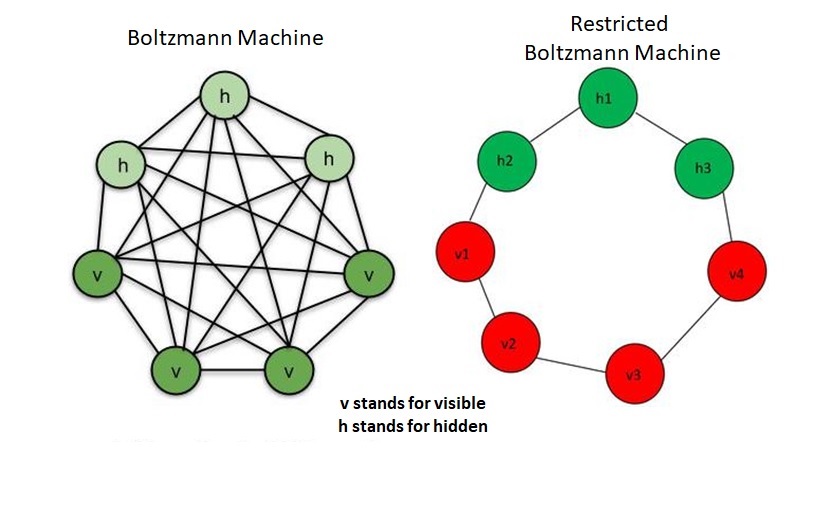 Boltzmann Machine
Restricted
Boltzmann Machine
h
h
h
v
v
v
v
h1
h2
h3
v1
v4
v2
v3
v stands for visible
h stands for hidden